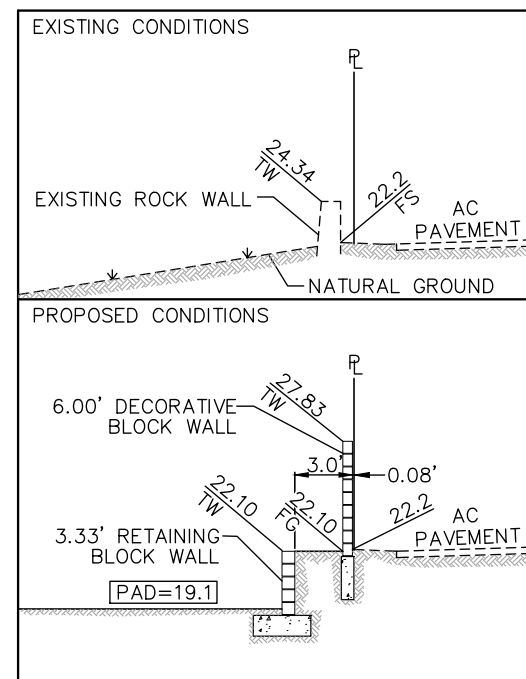 EXISTING CONDITIONS
PL
24.34
TW
22.2
FS
EXISTING ROCK WALL
AC
PAVEMENT
NATURAL GROUND
PROPOSED CONDITIONS
PL
27.83
TW
6.00' DECORATIVE
BLOCK WALL
3.0'
0.08'
22.10
TW
22.10
FG
22.2
AC
PAVEMENT
3.33' RETAINING
BLOCK WALL
PAD=19.1